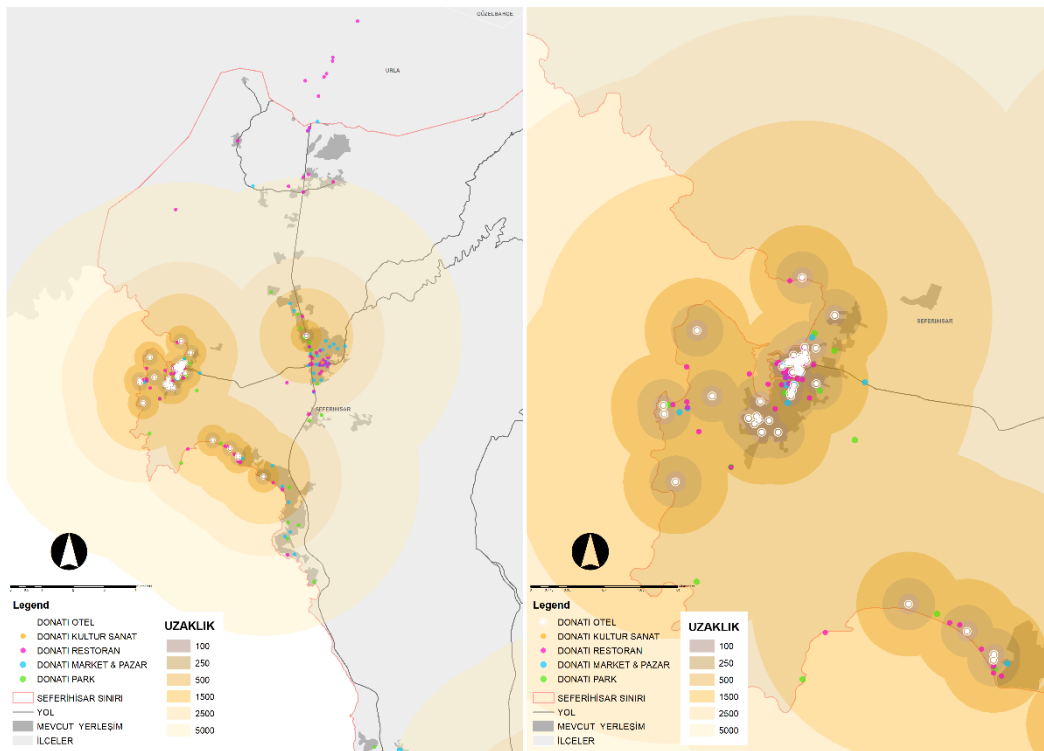 GÜZELBAHÇE
URLA
SEFERİHİSAR
Legend
DONATI OTEL
DONATI KULTUR SANAT
DONATI RESTORAN
DONATI MARKET & PAZAR
DONATI PARK
SEFERİHİSAR SINIRI
YOL
MEVCUT YERLEŞİM
İLÇELER
UZAKLIK
100
250
500
1500
2500
5000
SEFERİHİSAR
Legend
DONATI OTEL
DONATI KULTUR SANAT
DONATI RESTORAN
DONATI MARKET & PAZAR
DONATI PARK
SEFERİHİSAR SINIRI
YOL
MEVCUT YERLEŞİM
İLÇELER
UZAKLIK
100
250
500
1500
2500
5000